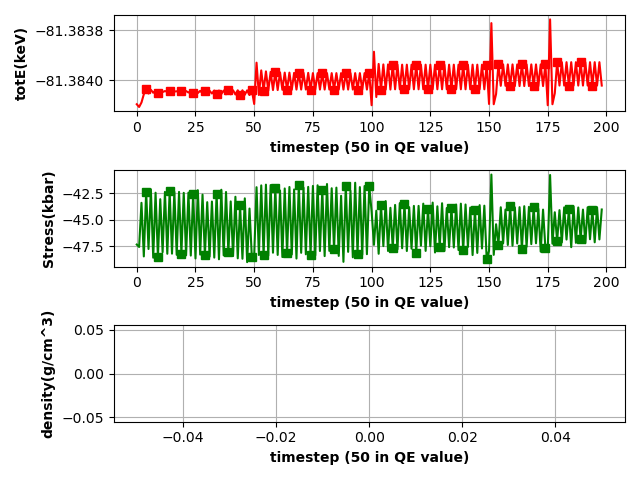 totE(keV)
−81.3838
−81.3840
0 25 50 75 100 125 150 175 200
timestep (50 in QE value)
Stress(kbar)
−42.5
−45.0
−47.5
0 25 50 75 100 125 150 175 200
timestep (50 in QE value)
density(g/cm^3)
0.05
0.00
−0.05
−0.04 −0.02 0.00 0.02 0.04
timestep (50 in QE value)